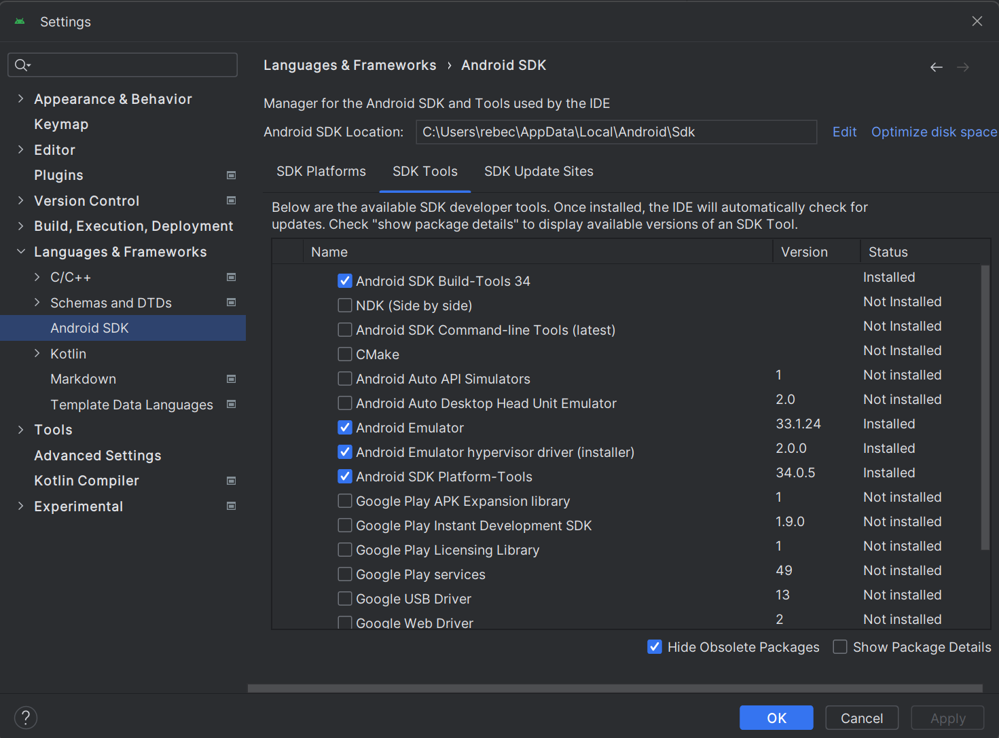 Settings
Languages & Frameworks › Android SDK
Appearance & Behavior
Keymap
Editor
Plugins
Version Control
Build, Execution, Deployment
Languages & Frameworks
C/C++
Schemas and DTDs
Android SDK
Kotlin
Markdown
Template Data Languages
Tools
Advanced Settings
Kotlin Compiler
Experimental
Manager for the Android SDK and Tools used by the IDE
Android SDK Location: C:\Users\rebec\AppData\Local\Android\Sdk Edit Optimize disk space
SDK Platforms SDK Tools SDK Update Sites
Below are the available SDK developer tools. Once installed, the IDE will automatically check for
updates. Check "show package details" to display available versions of an SDK Tool.
Name Version Status
Android SDK Build-Tools 34 Installed
NDK (Side by side) Not Installed
Android SDK Command-line Tools (latest) Not Installed
CMake Not Installed
Android Auto API Simulators 1 Not installed
Android Auto Desktop Head Unit Emulator 2.0 Not installed
Android Emulator 33.1.24 Installed
Android Emulator hypervisor driver (installer) 2.0.0 Installed
Android SDK Platform-Tools 34.0.5 Installed
Google Play APK Expansion library 1 Not installed
Google Play Instant Development SDK 1.9.0 Not installed
Google Play Licensing Library 1 Not installed
Google Play services 49 Not installed
Google USB Driver 13 Not installed
Google Web Driver 2 Not installed
Hide Obsolete Packages Show Package Details
? OK Cancel Apply